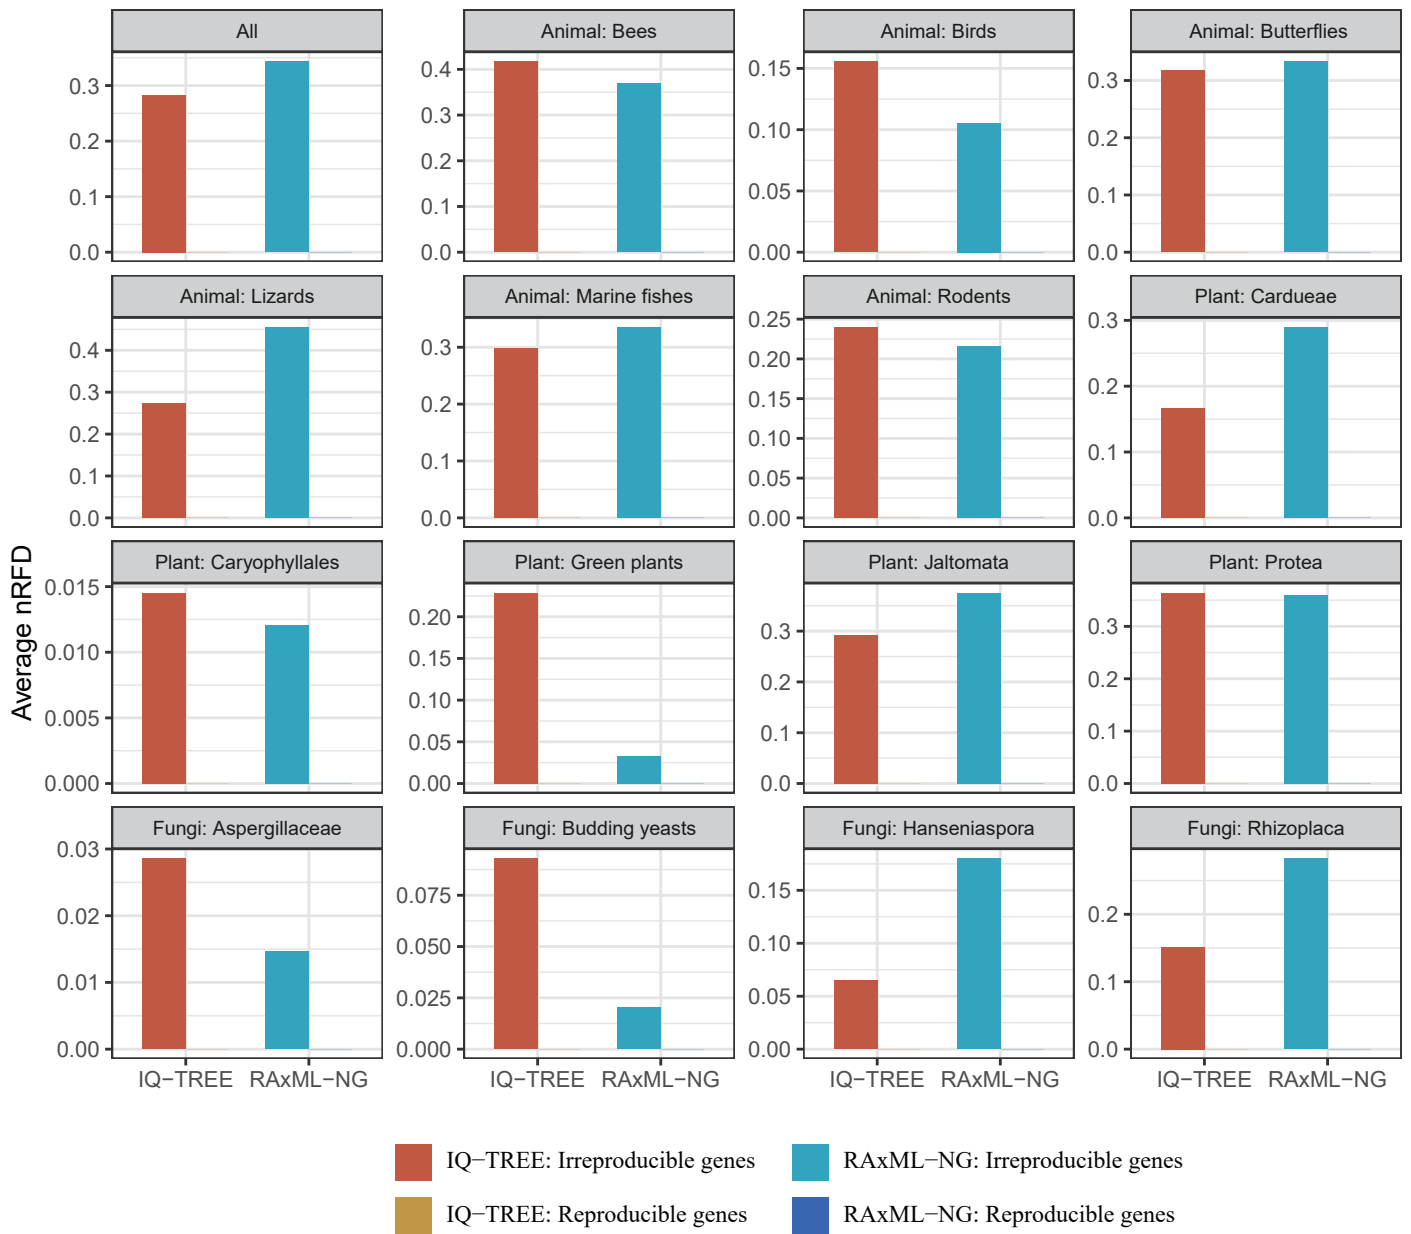 All
Animal: Bees
Animal: Birds
Animal: Butterflies
0.3
0.2
0.1
0.0
0.4
0.3
0.2
0.1
0.0
0.15
0.10
0.05
0.00
0.3
0.2
0.1
0.0
Animal: Lizards
Animal: Marine fishes
Animal: Rodents
Plant: Cardueae
0.4
0.3
0.2
0.1
0.0
0.3
0.2
0.1
0.0
0.25
0.20
0.15
0.10
0.05
0.00
0.3
0.2
0.1
0.0
Average nRFD
Plant: Caryophyllales
Plant: Green plants
Plant: Jaltomata
Plant: Protea
0.015
0.010
0.005
0.000
0.20
0.15
0.10
0.05
0.00
0.3
0.2
0.1
0.0
0.3
0.2
0.1
0.0
Fungi: Aspergillaceae
Fungi: Budding yeasts
Fungi: Hanseniaspora
Fungi: Rhizoplaca
0.03
0.02
0.01
0.00
0.075
0.050
0.025
0.000
0.15
0.10
0.05
0.00
0.2
0.1
0.0
IQ−TREE RAxML−NG
IQ−TREE RAxML−NG
IQ−TREE RAxML−NG
IQ−TREE RAxML−NG
IQ−TREE: Irreproducible genes
RAxML−NG: Irreproducible genes
IQ−TREE: Reproducible genes
RAxML−NG: Reproducible genes